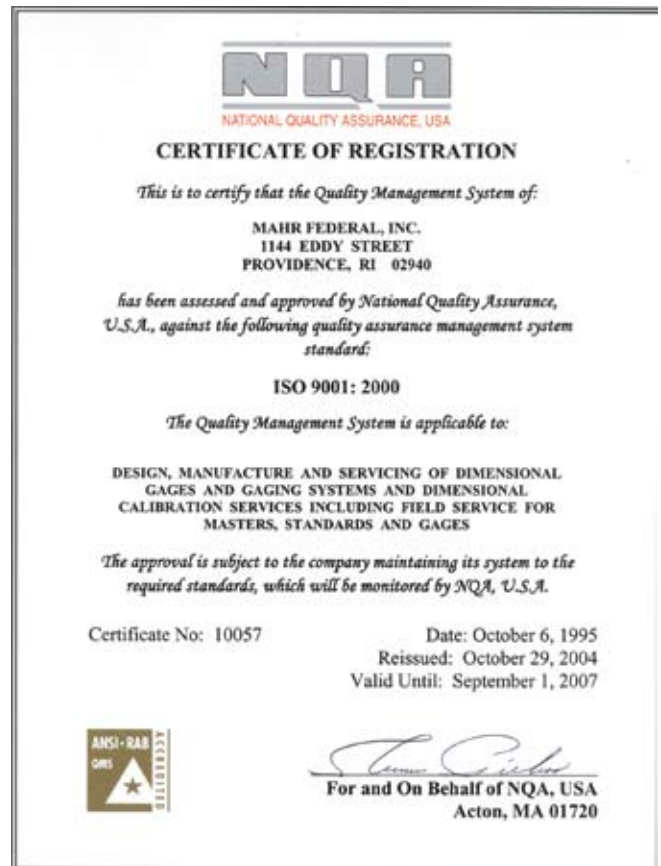 NQA
NATIONAL QUALITY ASSURANCE, USA
CERTIFICATE OF REGISTRATION
This is to certify that the Quality Management System of:
MAHR FEDERAL, INC.
1144 EDDY STREET
PROVIDENCE, RI 02940
has been assessed and approved by National Quality Assurance,
U.S.A., against the following quality assurance management system
standard:
ISO 9001: 2000
The Quality Management System is applicable to:
DESIGN, MANUFACTURE AND SERVICING OF DIMENSIONAL
GAGES AND GAGING SYSTEMS AND DIMENSIONAL
CALIBRATION SERVICES INCLUDING FIELD SERVICE FOR
MASTERS, STANDARDS AND GAGES
The approval is subject to the company maintaining its system to the
required standards, which will be monitored by NQA, U.S.A.
Certificate No: 10057
Date: October 6, 1995
Reissued: October 29, 2004
Valid Until: September 1, 2007
ANSI • RAB
QMS
ACCREDITED
For and On Behalf of NQA, USA
Acton, MA 01720